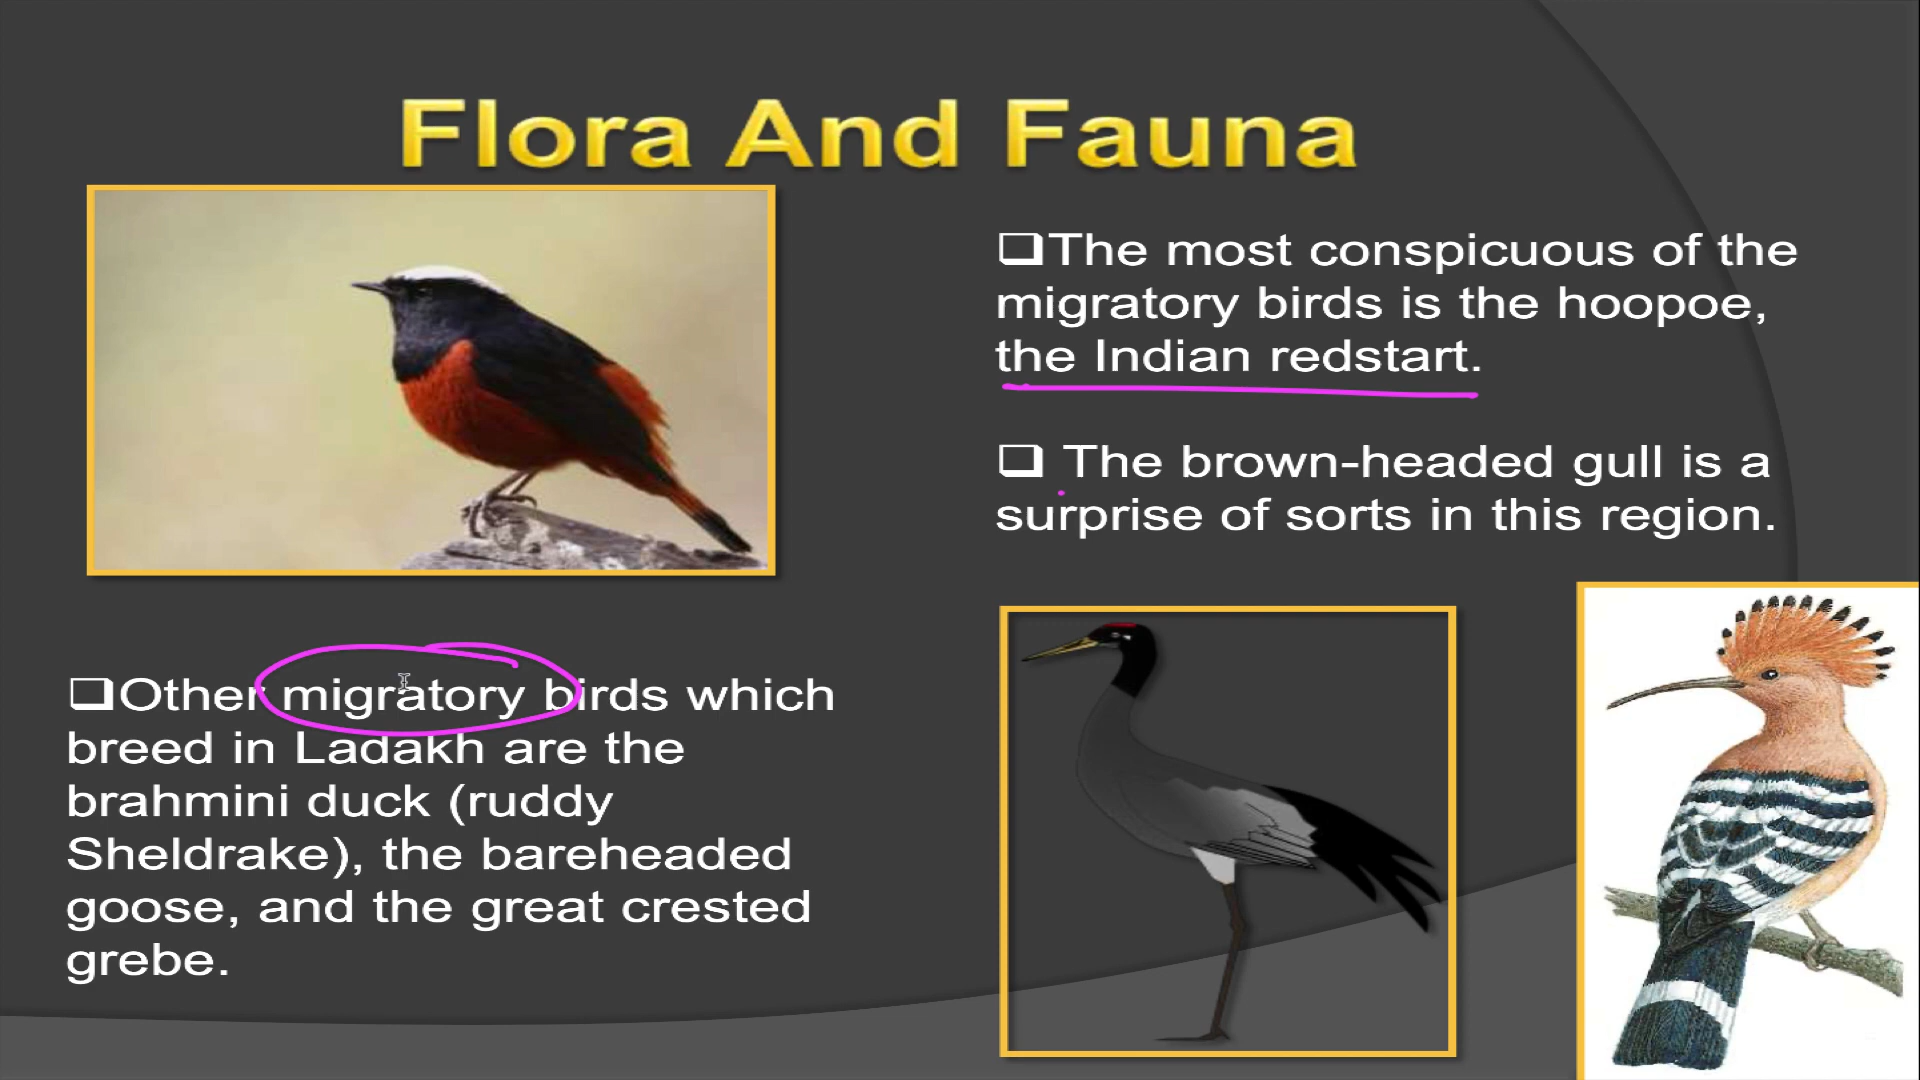 Flora And Fauna
❑The most conspicuous of the
migratory birds is the hoopoe,
the Indian redstart.
❑ The brown-headed gull is a
surprise of sorts in this region.
❑Other migratory birds which
breed in Ladakh are the
brahmini duck (ruddy
Sheldrake), the bareheaded
goose, and the great crested
grebe.